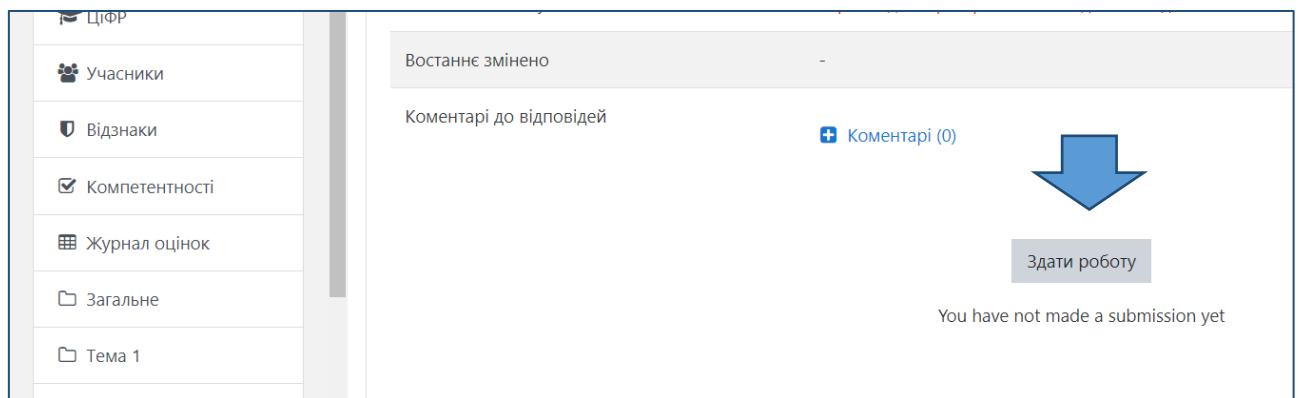 ЦіФР
Учасники
Відзнаки
Компетентності
Журнал оцінок
Загальне
Тема 1
Востаннє змінено -
Коментарі до відповідей
Коментарі (0)
Здати роботу
You have not made a submission yet